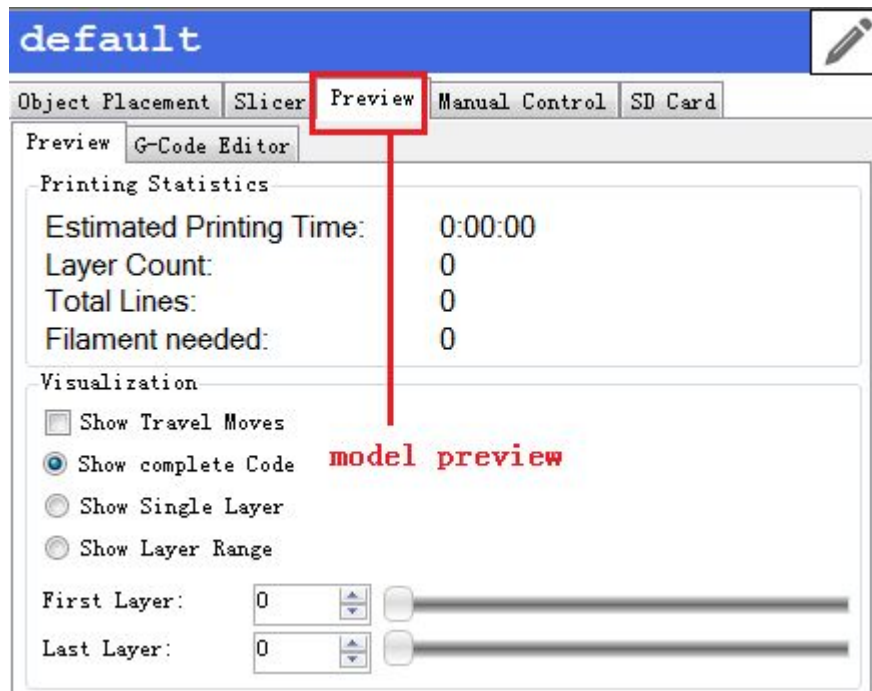 default
Object Placement Slicer Preview Manual Control SD Card
Preview G-Code Editor
Printing Statistics
Estimated Printing Time: 0:00:00
Layer Count: 0
Total Lines: 0
Filament needed: 0
Visualization
Show Travel Moves
Show complete Code
model preview
Show Single Layer
Show Layer Range
First Layer: 0
Last Layer: 0